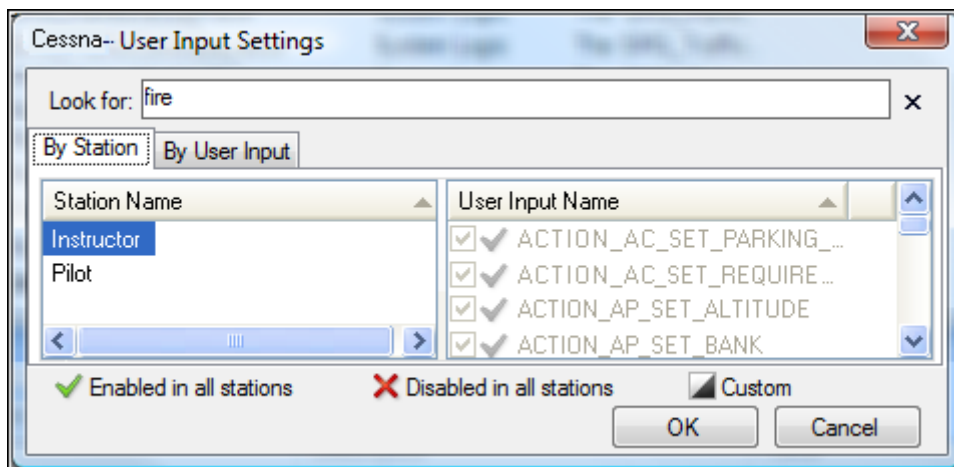 Cessna-- User Input Settings
Look for: fire
By Station By User Input
Station Name User Input Name
Instructor ACTION_AC_SET_PARKING_...
Pilot ACTION_AC_SET_REQUIRE...
ACTION_AP_SET_ALTITUDE
ACTION_AP_SET_BANK
Enabled in all stations Disabled in all stations Custom
OK Cancel